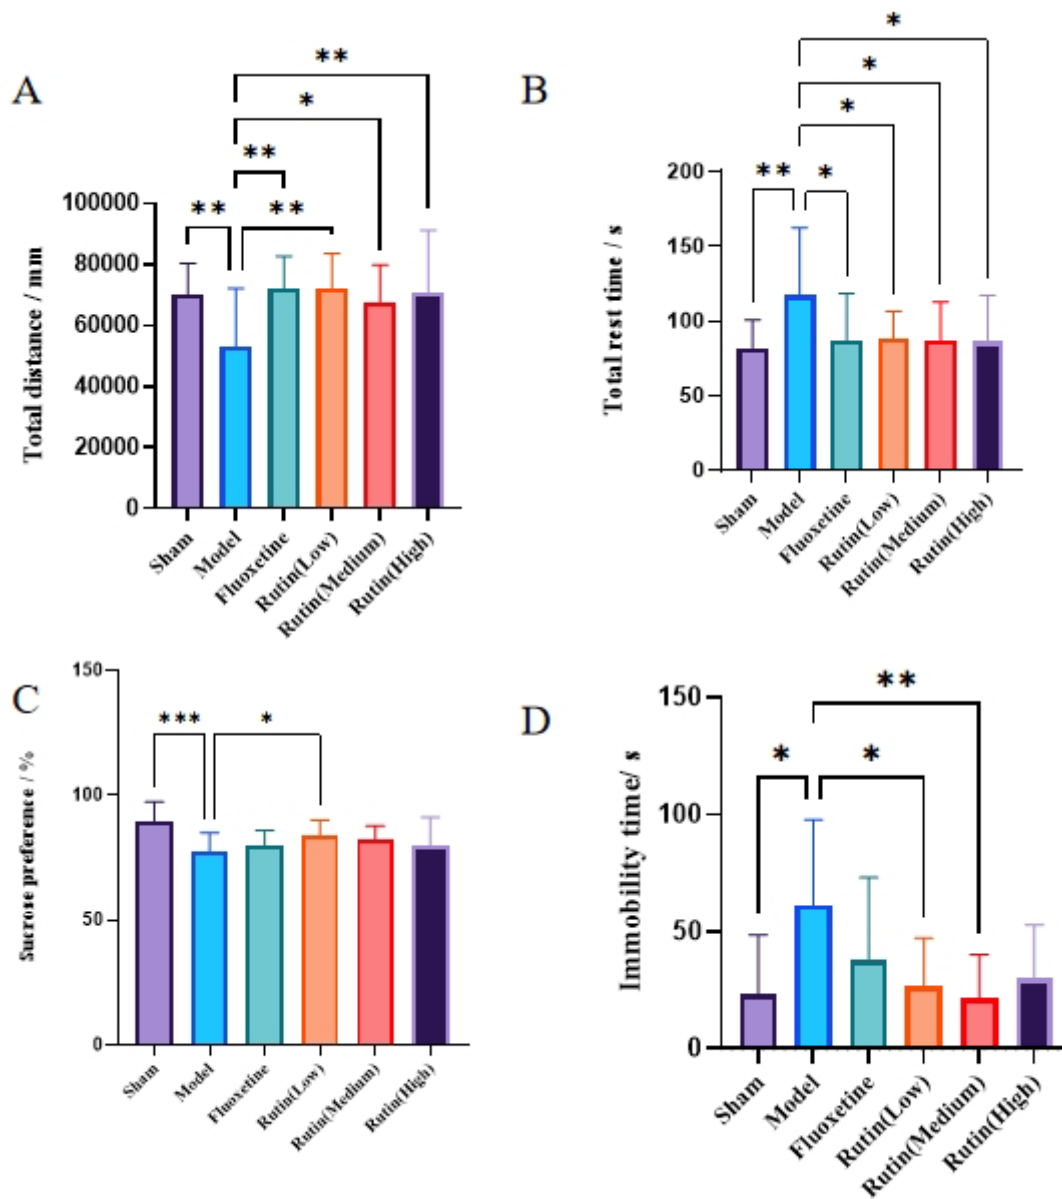 A
**
*
**
**
**
100000
80000
60000
40000
20000
0
Total distance / mm
Sham
Model
Fluoxetine
Rutin(Low)
Rutin(Medium)
Rutin(High)
B
*
*
*
**
*
200
150
100
50
0
Total rest time / s
Sham
Model
Fluoxetine
Rutin(Low)
Rutin(Medium)
Rutin(High)
C
150
***
*
100
50
0
Sucrose preference / %
Sham
Model
Fluoxetine
Rutin(Low)
Rutin(Medium)
Rutin(High)
D
150
**
*
*
100
50
0
Immobility time/ s
Sham
Model
Fluoxetine
Rutin(Low)
Rutin(Medium)
Rutin(High)